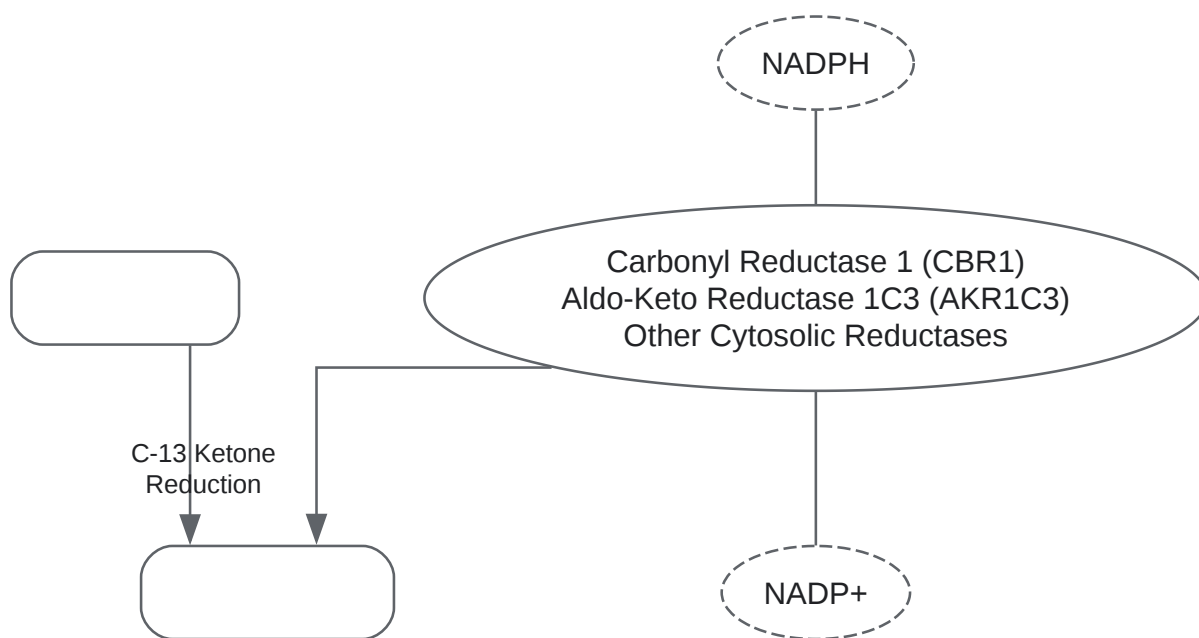 NADPH
Carbonyl Reductase 1 (CBR1)
Aldo-Keto Reductase 1C3 (AKR1C3)
Other Cytosolic Reductases
C-13 Ketone
Reduction
NADP+